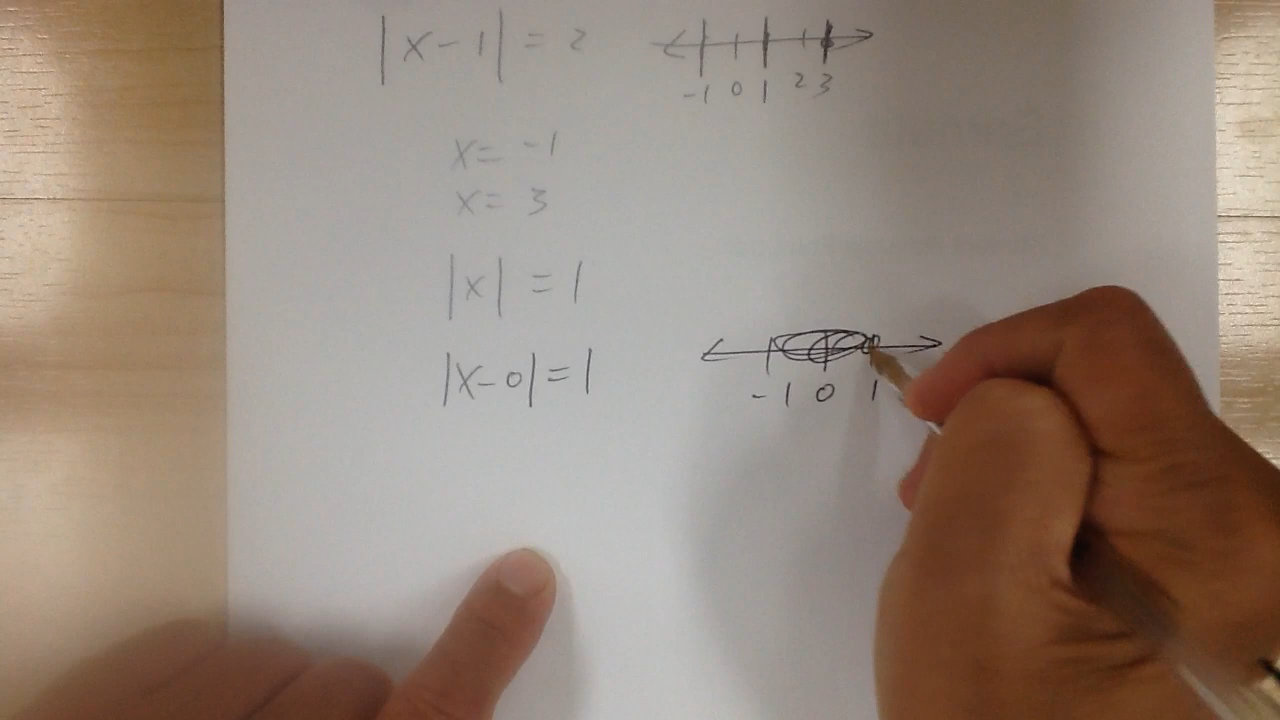 |x-1| = 2
-1 0 1 2 3
x= -1
x= 3
|x| = 1
|x-0| = 1
-1 0 1